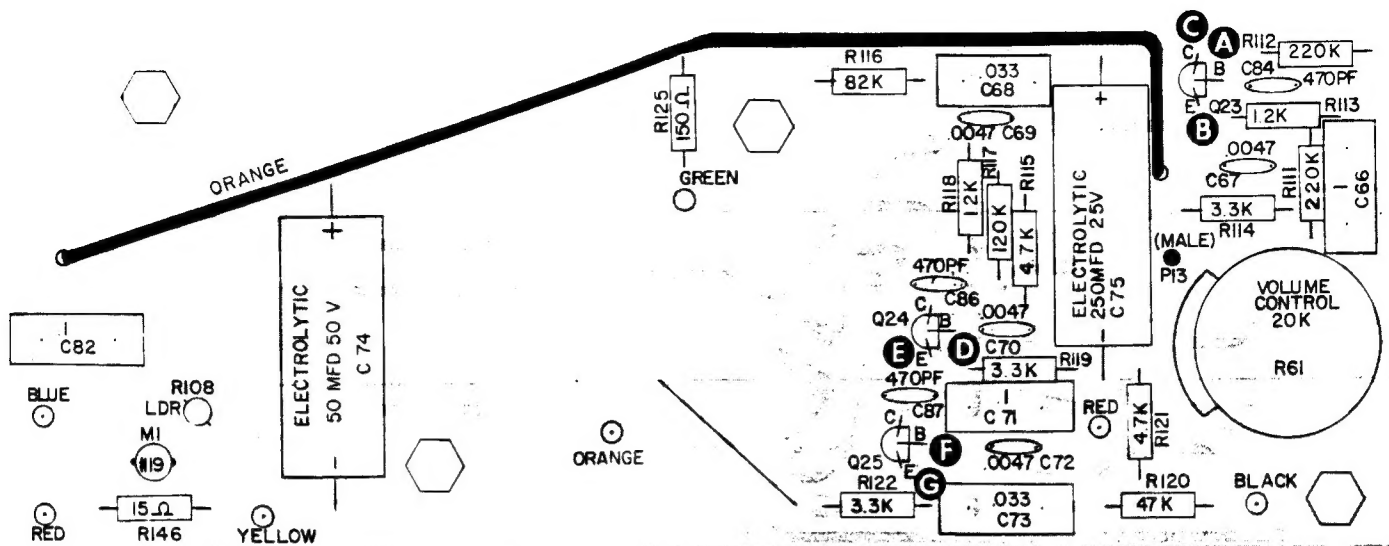 C
A
R112
220K
C
B
E
C84
470PF
Q23
R113
1.2K
B
R116
82K
.033
C68
R125
150Ω
.0047 C69
.0047
C67
R111
220K
C66
ORANGE
GREEN
R118
12K
R117
120K
R115
4.7K
+
ELECTROLYTIC
250MFD 25V
C75
3.3K
R114
(MALE)
P13
+
ELECTROLYTIC
50 MFD 50 V
C 74
470PF
C86
VOLUME
CONTROL
20K
R61
C82
Q24
C
B
E
.0047
C70
E
D
R119
3.3K
BLUE
R108
LDR
470PF
C87
C 71
RED
4.7K
R121
M1
#19
C
B
E
F
ORANGE
.0047 C72
Q25
R122
G
3.3K
.033
C73
R120
47K
BLACK
RED
15Ω
R146
YELLOW